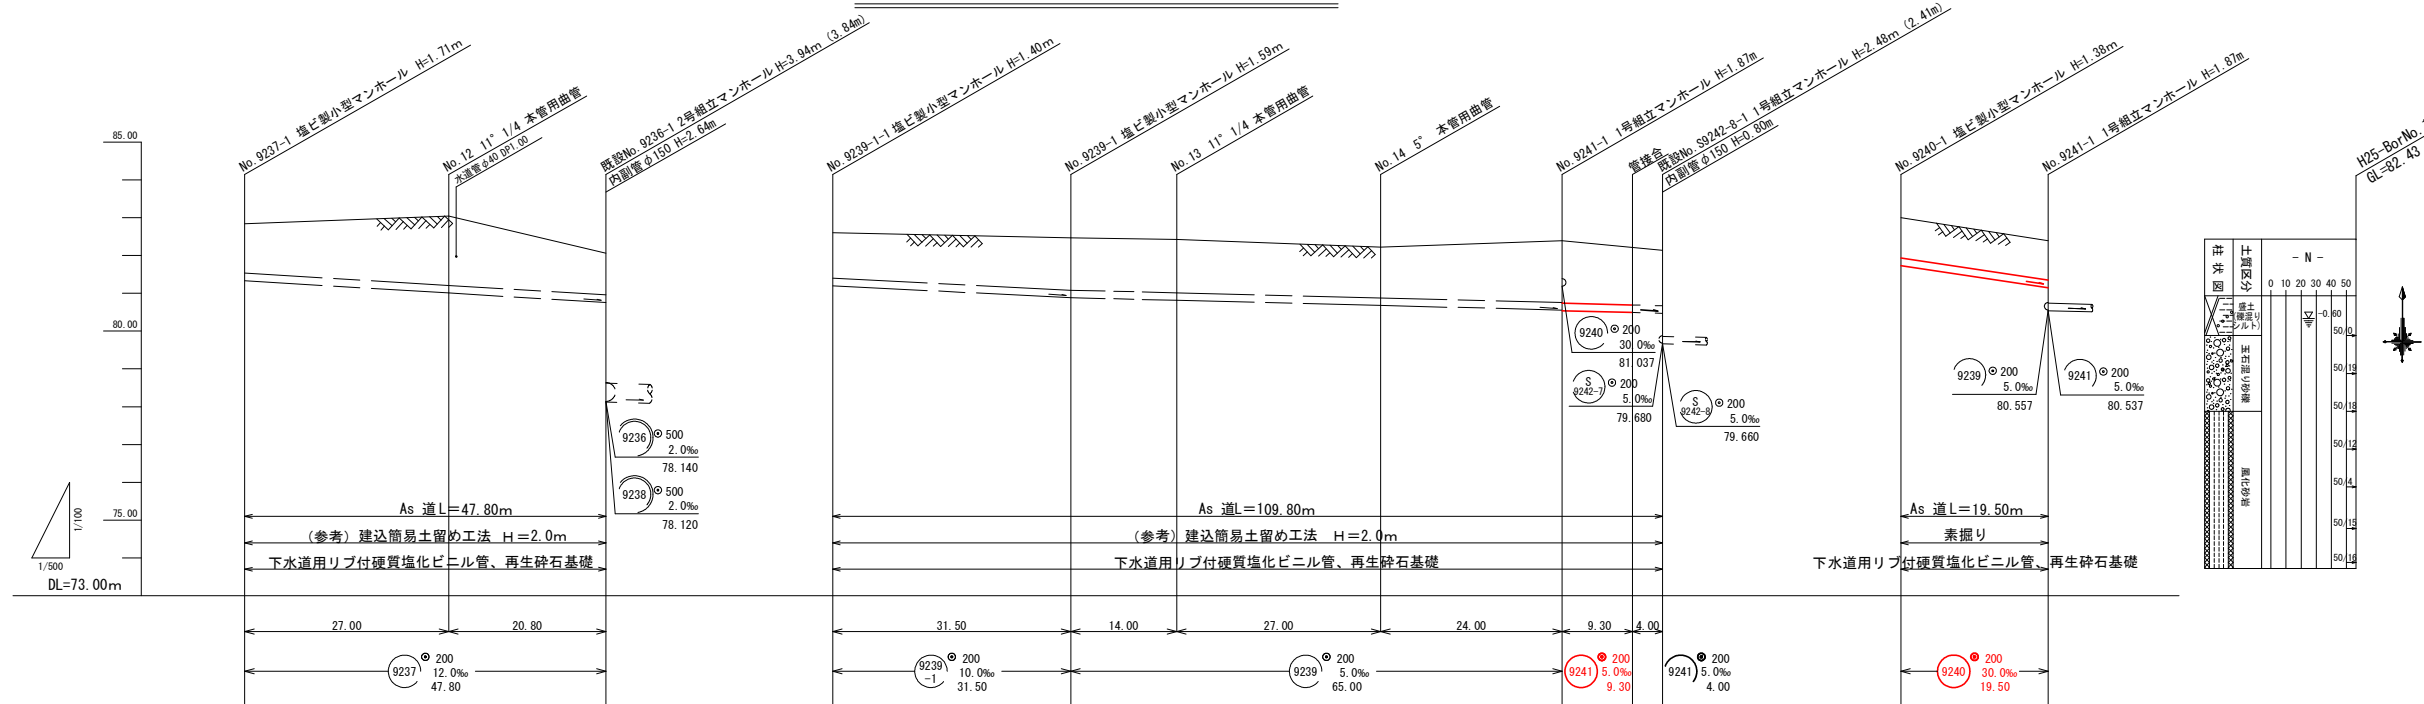 No.9237-1 塩ビ製小型マンホール H=1.71m
No.12 11°1/4 本管用曲管
水道管φ40 DP1.00
既設No.9236-1 2号組立マンホール H=3.94m (3.84m)
内副管φ150 H=2.64m
No.9239-1-1 塩ビ製小型マンホール H=1.40m
No.9239-1 塩ビ製小型マンホール H=1.59m
No.13 11°1/4 本管用曲管
No.14 5° 本管用曲管
No.9241-1 1号組立マンホール H=1.87m
管接合
既設No.S9242-8-1 1号組立マンホール H=2.48m (2.41m)
内副管φ150 H=0.80m
No.9240-1 塩ビ製小型マンホール H=1.38m
No.9241-1 1号組立マンホール H=1.87m
H25-BorNo.
GL=82.43
85.00
80.00
75.00
1/100
1/500
DL=73.00m
9236 500
2.0‰
78.140
9238 500
2.0‰
78.120
9240 200
30.0‰
81.037
S 9242-7 200
5.0‰
79.680
S 9242-8 200
5.0‰
79.660
9239 200
5.0‰
80.557
9241 200
5.0‰
80.537
柱状図
土質区分
- N -
0 10 20 30 40 50
盛土
(礫混り
シルト)
-0.60
玉石混り砂礫
風化砂岩
50/0
50/19
50/18
50/12
50/4
50/15
50/16
As 道L=47.80m
(参考) 建込簡易土留め工法 H=2.0m
下水道用リブ付硬質塩化ビニル管、再生砕石基礎
As 道L=109.80m
(参考) 建込簡易土留め工法 H=2.0m
下水道用リブ付硬質塩化ビニル管、再生砕石基礎
As 道L=19.50m
素掘り
下水道用リブ付硬質塩化ビニル管、再生砕石基礎
27.00 20.80 31.50 14.00 27.00 24.00 9.30 4.00
9237 200
12.0‰
47.80
9239-1 200
10.0‰
31.50
9239 200
5.0‰
65.00
9241 200
5.0‰
9.30
9241 200
5.0‰
4.00
9240 200
30.0‰
19.50